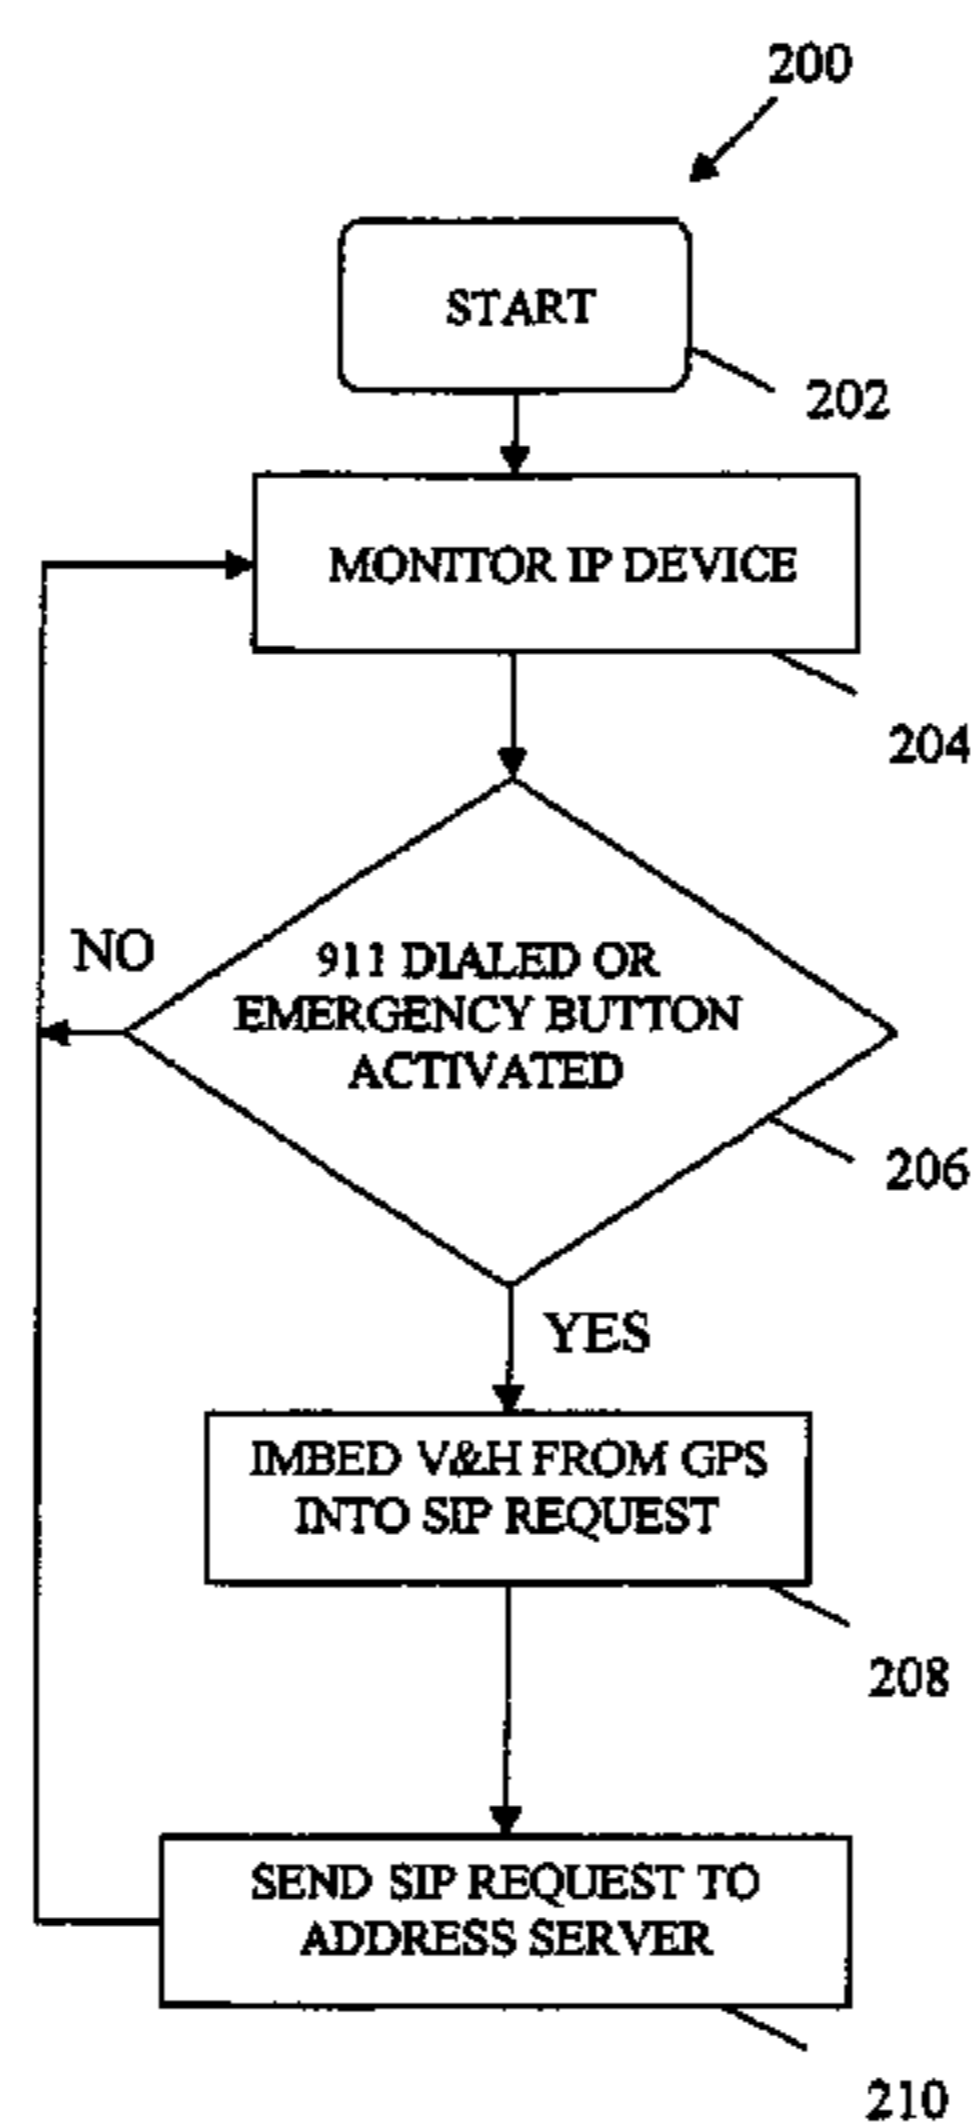 200
START
202
MONITOR IP DEVICE
204
NO
911 DIALED OR
EMERGENCY BUTTON
ACTIVATED
206
YES
IMBED V&H FROM GPS
INTO SIP REQUEST
208
SEND SIP REQUEST TO
ADDRESS SERVER
210